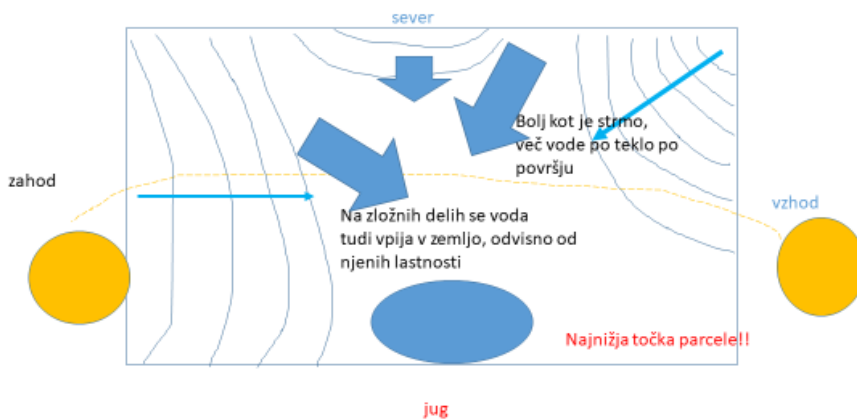 sever
Bolj kot je strmo,
več vode po teklo po
površju
zahod
vzhod
Na zložnih delih se voda
tudi vpija v zemljo, odvisno od
njenih lastnosti
Najnižja točka parcele!!
jug